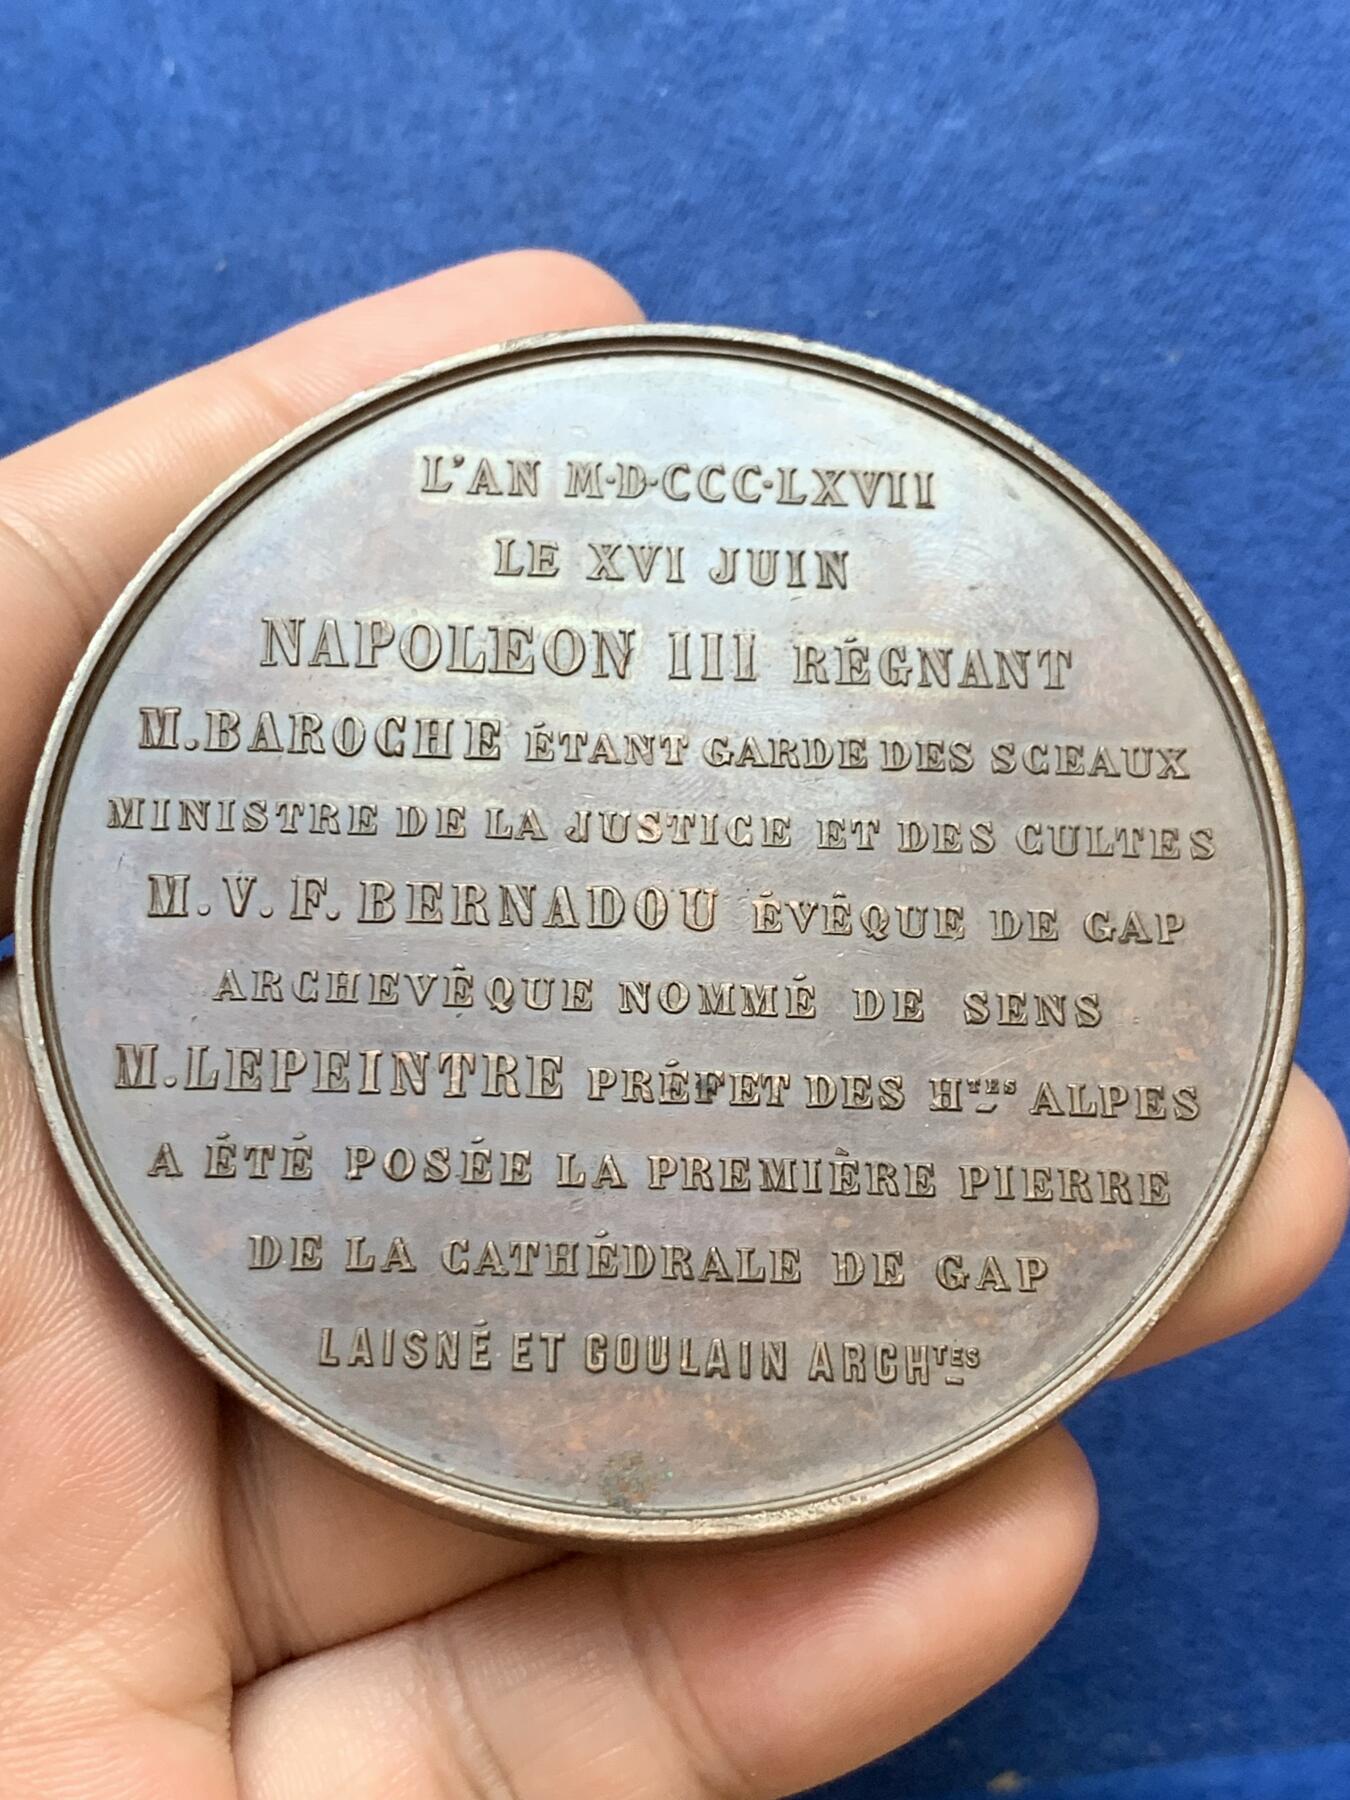 L'AN M·D·CCC·LXVII
LE XVI JUIN
NAPOLEON III RÉGNANT
M.BAROCHE ÉTANT GARDE DES SCEAUX
MINISTRE DE LA JUSTICE ET DES CULTES
M.V.F.BERNADOU ÉVÊQUE DE GAP
ARCHEVÊQUE NOMMÉ DE SENS
M.LEPEINTRE PRÉFET DES HTES ALPES
A ÉTÉ POSÉE LA PREMIÈRE PIERRE
DE LA CATHÉDRALE DE GAP
LAISNÉ ET GOULAIN ARCHTES